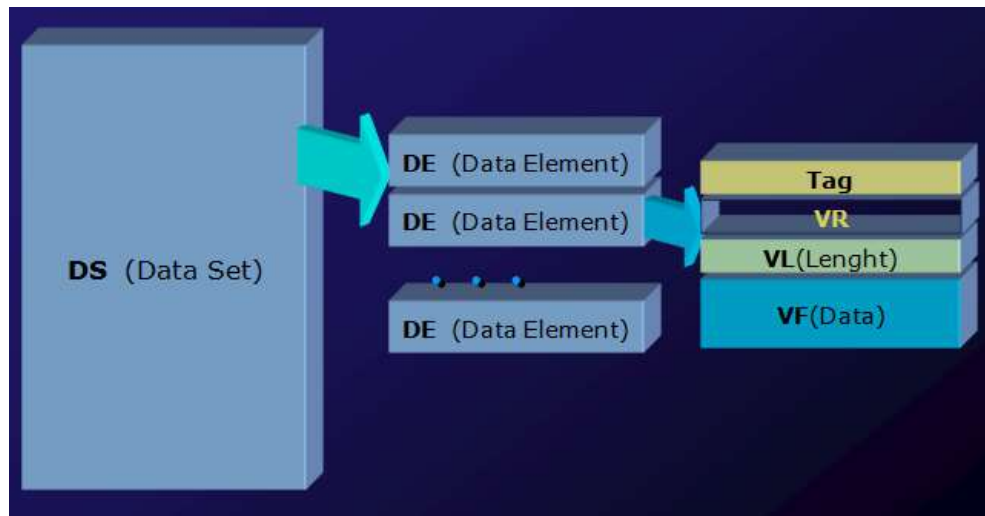 DS (Data Set)
DE (Data Element)
DE (Data Element)
DE (Data Element)
Tag
VR
VL(Lenght)
VF(Data)